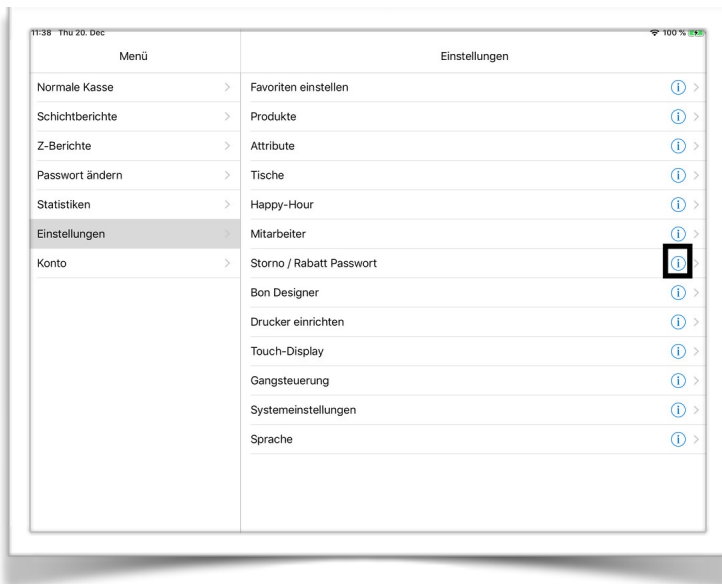 11:38 Thu 20. Dec
100 %
Menü
Einstellungen
Normale Kasse
Schichtberichte
Z-Berichte
Passwort ändern
Statistiken
Einstellungen
Konto
Favoriten einstellen
Produkte
Attribute
Tische
Happy-Hour
Mitarbeiter
Storno / Rabatt Passwort
Bon Designer
Drucker einrichten
Touch-Display
Gangsteuerung
Systemeinstellungen
Sprache